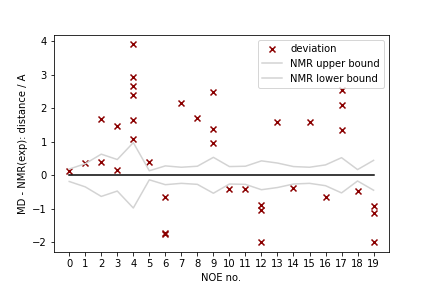 deviation
NMR upper bound
NMR lower bound
MD - NMR(exp): distance / A
4
3
2
1
0
−1
−2
0 1 2 3 4 5 6 7 8 9 10 11 12 13 14 15 16 17 18 19
NOE no.